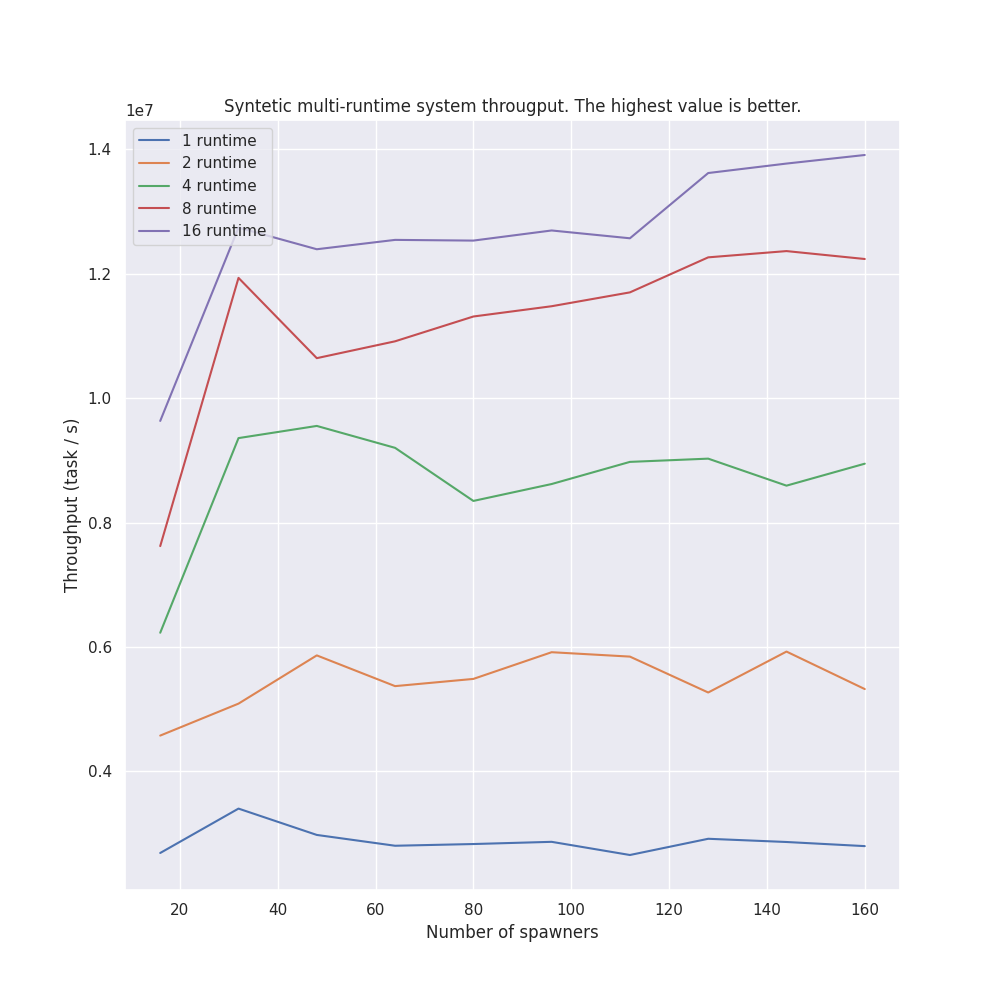 Syntetic multi-runtime system througput. The highest value is better.
1e7
1 runtime
2 runtime
4 runtime
8 runtime
16 runtime
1.4
1.2
1.0
0.8
0.6
0.4
Throughput (task / s)
20 40 60 80 100 120 140 160
Number of spawners